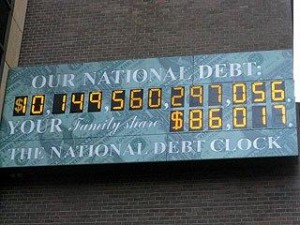 OUR NATIONAL DEBT:
$10,149,560,297,056.
YOUR Family share $86,017
THE NATIONAL DEBT CLOCK